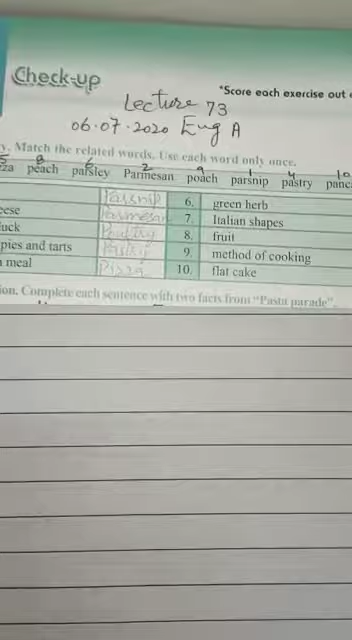 Check-up
*Score each exercise out
Lecture 73
06.07.2020 Eng A
y. Match the related words. Use each word only once.
5 8 6 2 9 1 4 10
zza peach parsley Parmesan poach parsnip pastry panc
Parsnip 6. green herb
eese Parmesan 7. Italian shapes
uck Poultry 8. fruit
pies and tarts Pastry 9. method of cooking
n meal Pizza 10. flat cake
ion. Complete each sentence with two facts from "Pasta parade".